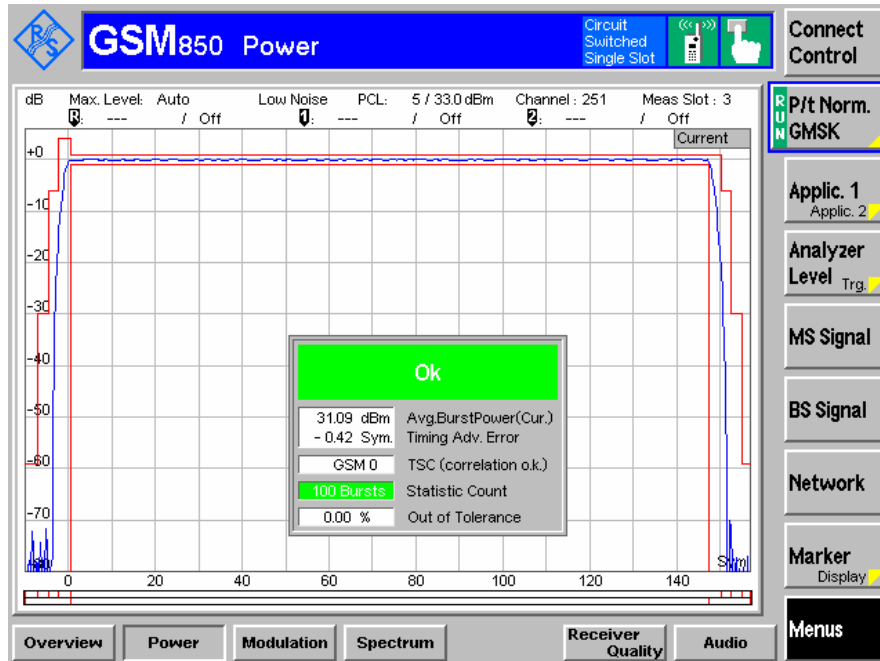 R&S
GSM850 Power
Circuit
Switched
Single Slot
Connect
Control
dB Max. Level: Auto Low Noise PCL: 5 / 33.0 dBm Channel : 251 Meas Slot : 3
R: --- / Off 1: --- / Off 2: --- / Off
Current
RUN
P/t Norm.
GMSK
Applic. 1
Applic. 2
Analyzer
Level Trg.
MS Signal
BS Signal
Network
Marker
Display
Menus
+0
-10
-20
-30
-40
-50
-60
-70
Ok
31.09 dBm Avg.BurstPower(Cur.)
- 0.42 Sym. Timing Adv. Error
GSM 0 TSC (correlation o.k.)
100 Bursts Statistic Count
0.00 % Out of Tolerance
0 20 40 60 80 100 120 140
Overview Power Modulation Spectrum Receiver Quality Audio